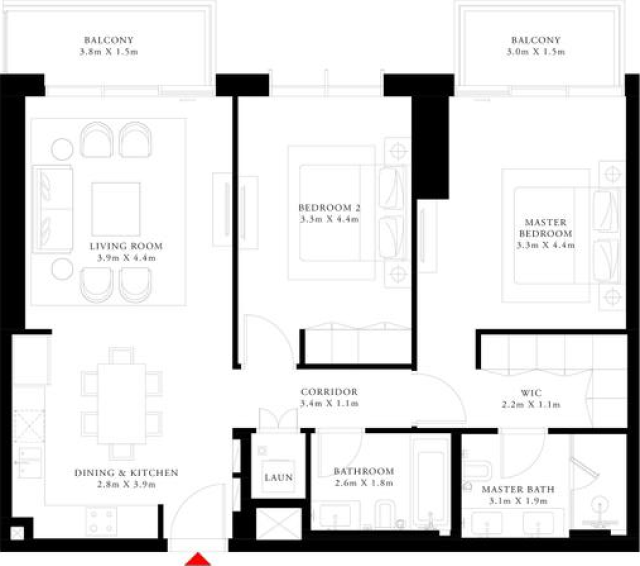 BALCONY
3.8m X 1.5m
BALCONY
3.0m X 1.5m
BEDROOM 2
3.3m X 4.4m
MASTER
BEDROOM
3.3m X 4.4m
LIVING ROOM
3.9m X 4.4m
CORRIDOR
3.4m X 1.1m
WIC
2.2m X 1.1m
DINING & KITCHEN
2.8m X 3.9m
LAUN
BATHROOM
2.6m X 1.8m
MASTER BATH
3.1m X 1.9m